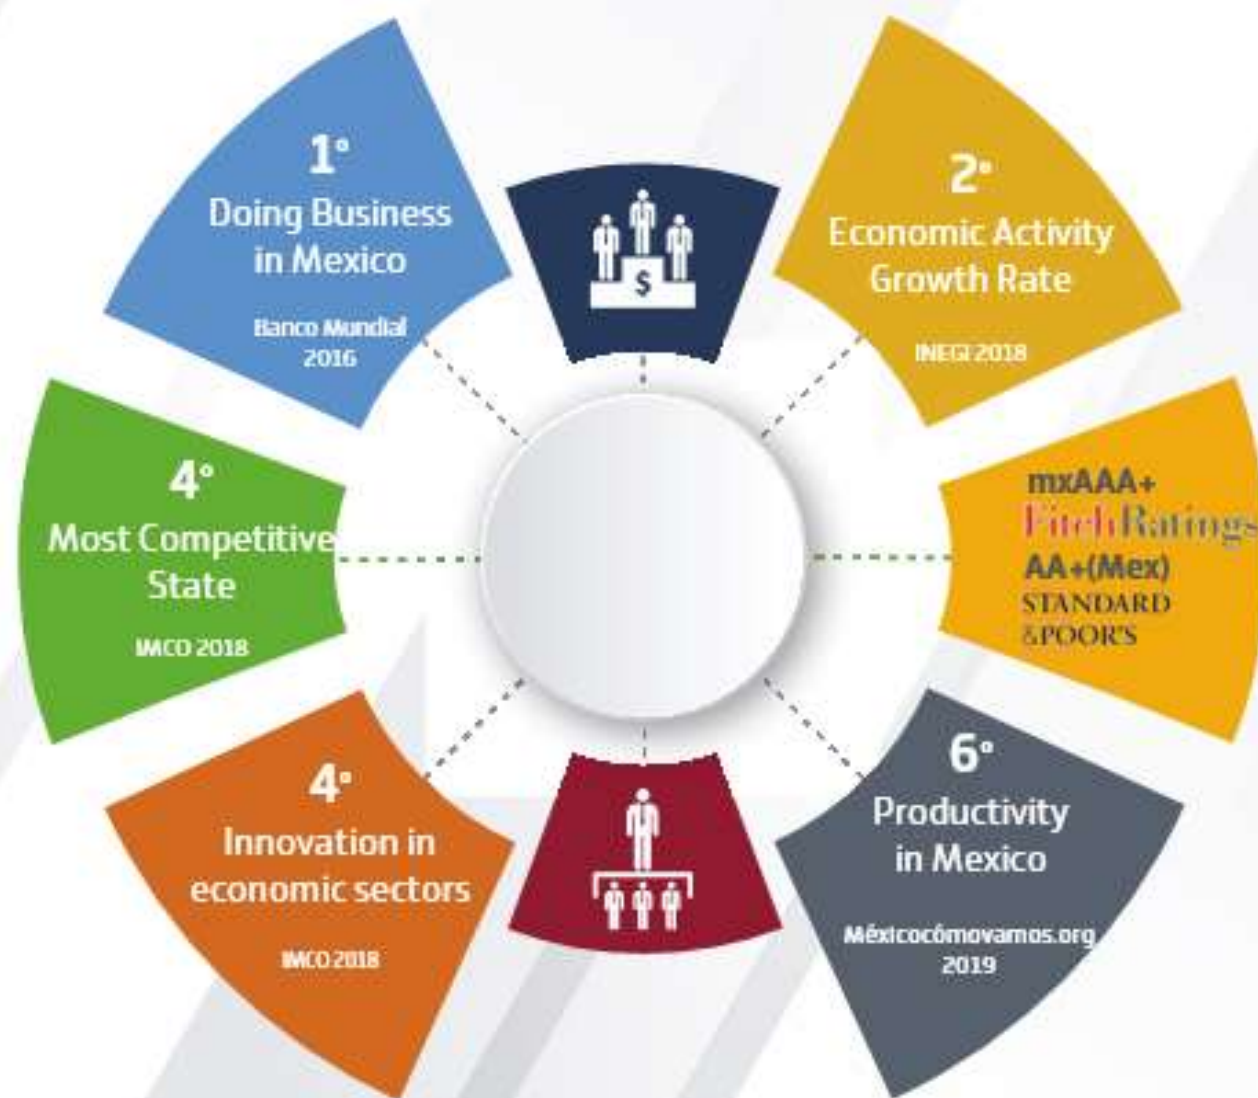 1°
Doing Business
in Mexico
Banco Mundial
2016
$
2°
Economic Activity
Growth Rate
INEGI 2018
4°
Most Competitive
State
IMCO 2018
mxAAA+
FitchRatings
AA+(Mex)
STANDARD
&POOR'S
4°
Innovation in
economic sectors
IMCO 2018
6°
Productivity
in Mexico
Méxicocómovamos.org
2019